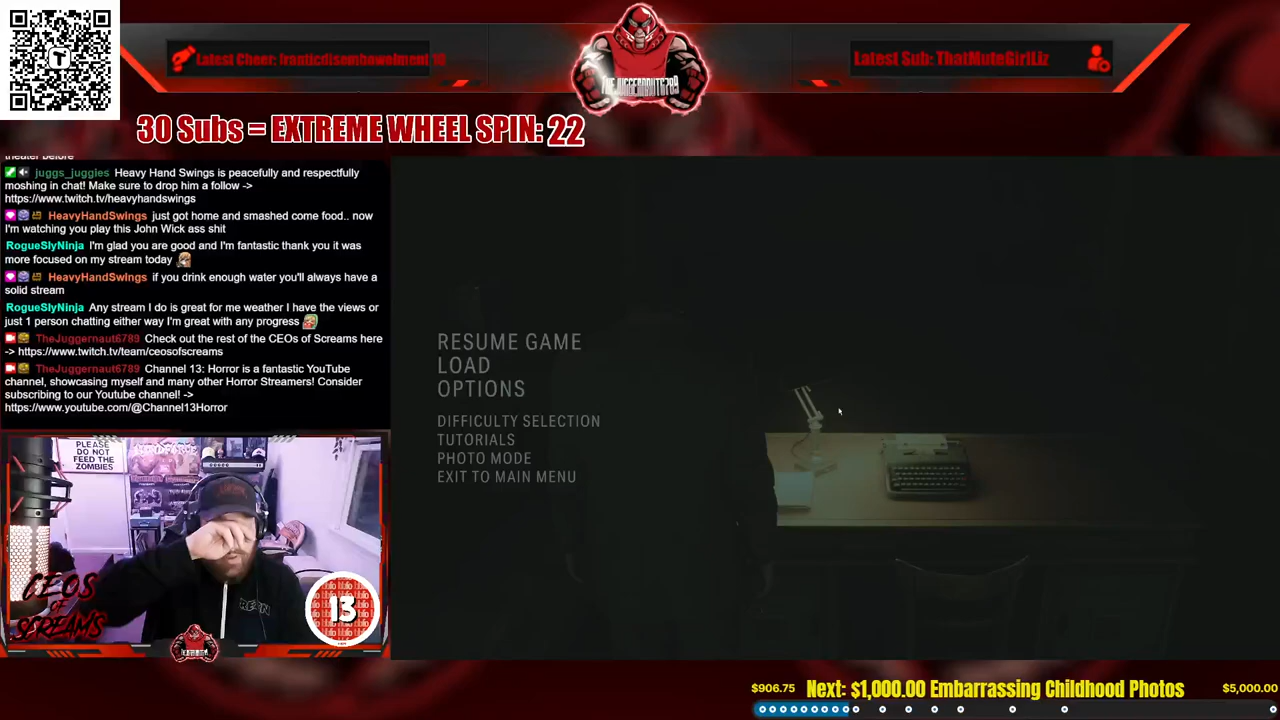 Latest Cheer: franticdisembowelment 10
THEJUGGERNAUT6789
Latest Sub: ThatMuteGirlLiz
30 Subs = EXTREME WHEEL SPIN: 22
theater before
juggs_juggies Heavy Hand Swings is peacefully and respectfully
moshing in chat! Make sure to drop him a follow ->
https://www.twitch.tv/heavyhandswings
HeavyHandSwings just got home and smashed come food.. now
I'm watching you play this John Wick ass shit
RogueSlyNinja I'm glad you are good and I'm fantastic thank you it was
more focused on my stream today
HeavyHandSwings if you drink enough water you'll always have a
solid stream
RogueSlyNinja Any stream I do is great for me weather I have the views or
just 1 person chatting either way I'm great with any progress
TheJuggernaut6789 Check out the rest of the CEOs of Screams here
-> https://www.twitch.tv/team/ceosofscreams
TheJuggernaut6789 Channel 13: Horror is a fantastic YouTube
channel, showcasing myself and many other Horror Streamers! Consider
subscribing to our Youtube channel! ->
https://www.youtube.com/@Channel13Horror
RESUME GAME
LOAD
OPTIONS
DIFFICULTY SELECTION
TUTORIALS
PHOTO MODE
EXIT TO MAIN MENU
PLEASE
DO NOT
FEED THE
ZOMBIES
CEOS
OF
SCREAMS
13
$906.75
Next: $1,000.00 Embarrassing Childhood Photos
$5,000.00